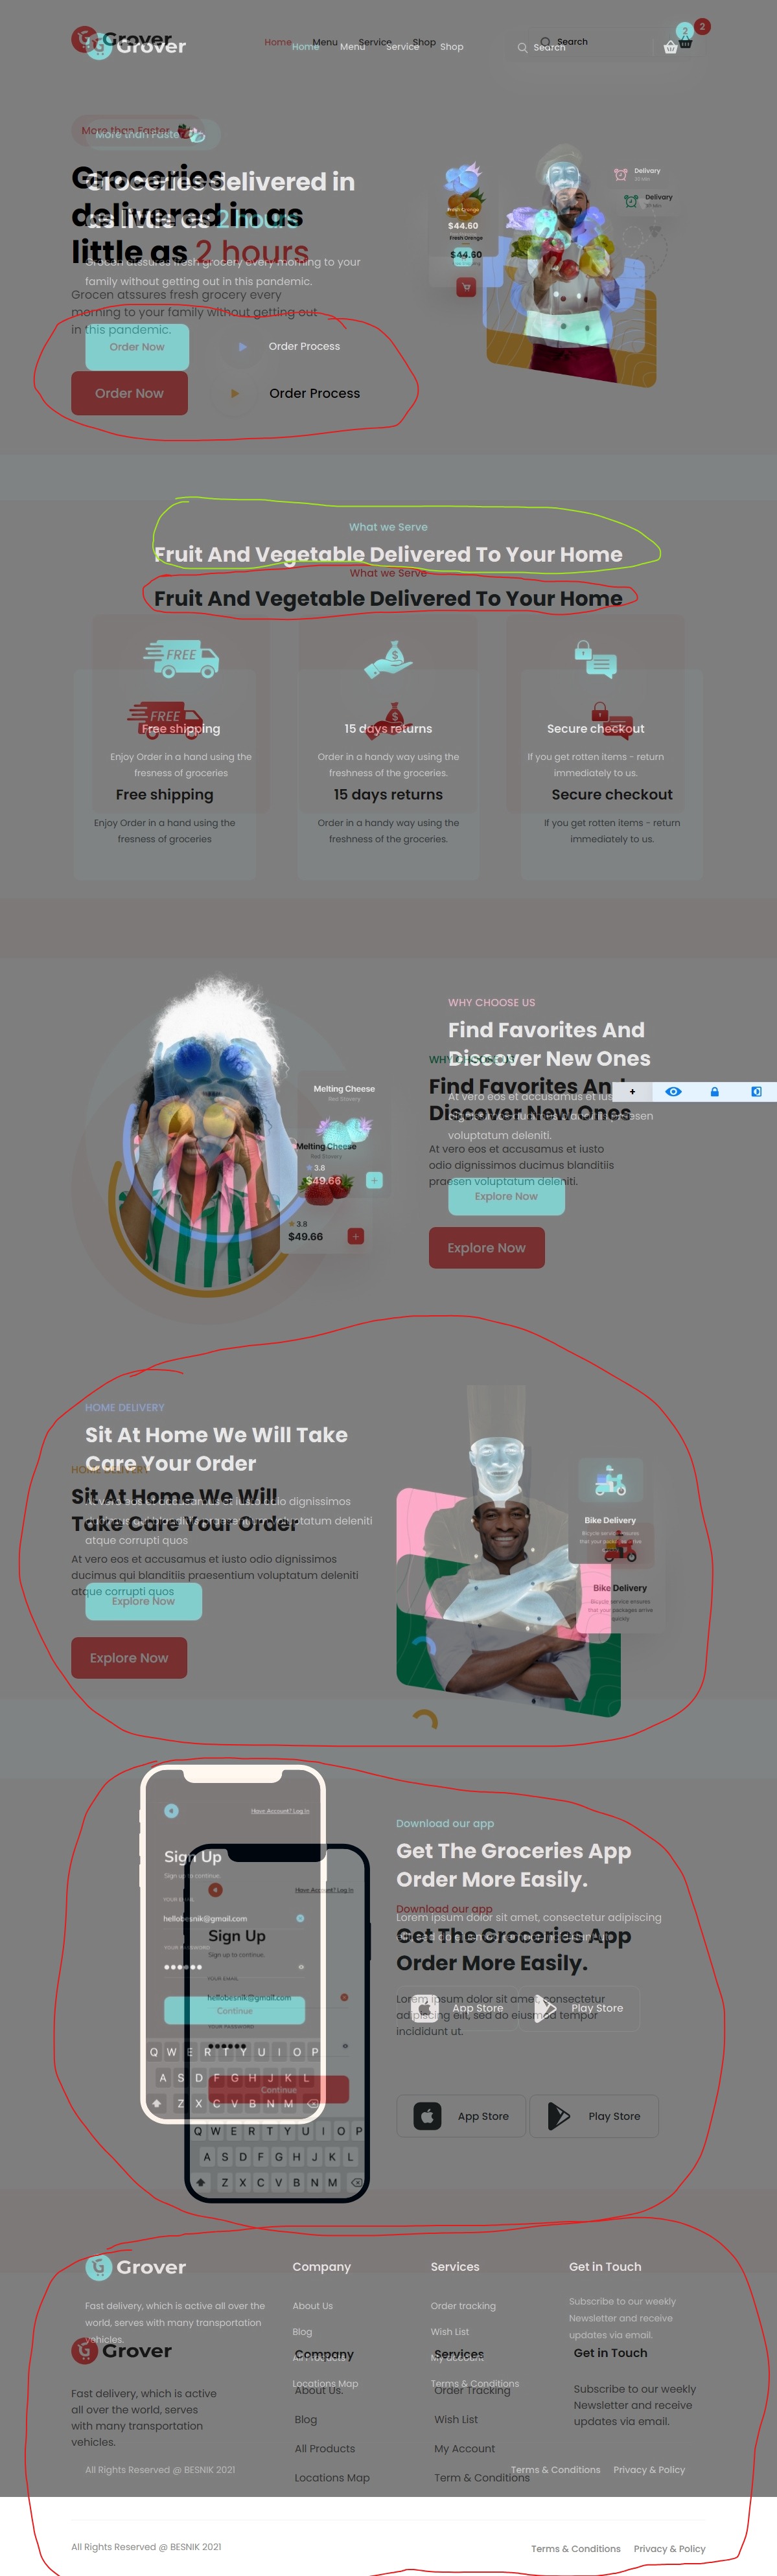 Grover
Grover
Home Menu Service Shop
Search
2
Home Menu Service Shop
Search
2
More than Faster
More than Faste
Groceries
delivered in as
little as 2 hours
Groceries delivered in
as little as 2 hours
Grocen atssures fresh grocery every morning to your
family without getting out in this pandemic.
Grocen atssures fresh grocery every
morning to your family without getting out
in this pandemic.
Order Now
Order Process
Order Now
Order Process
Delivary
Delivary
Fresh Orange
$44.60
Fresh Orange
$44.60
What we Serve
Fruit And Vegetable Delivered To Your Home
What we Serve
Fruit And Vegetable Delivered To Your Home
FREE
FREE
Free shipping
15 days returns
Secure checkout
Enjoy Order in a hand using the
fresness of groceries
Order in a handy way using the
freshness of the groceries.
If you get rotten items - return
immediately to us.
Free shipping
15 days returns
Secure checkout
Enjoy Order in a hand using the
fresness of groceries
Order in a handy way using the
freshness of the groceries.
If you get rotten items - return
immediately to us.
WHY CHOOSE US
Find Favorites And
Discover New Ones
WHY CHOOSE US
Find Favorites And
Discover New Ones
At vero eos et accusamus et ius
dignissimos ducimus blanditiis praesen
voluptatum deleniti.
At vero eos et accusamus et iusto
odio dignissimos ducimus blanditiis
praesen voluptatum deleniti.
Explore Now
Explore Now
Melting Cheese
3.8
$49.66
Melting Cheese
3.8
$49.66
HOME DELIVERY
Sit At Home We Will Take
Care Your Order
HOME DELIVERY
Sit At Home We Will
Take Care Your Order
At vero eos et accusamus et iusto odio dignissimos
atque corrupti quos
At vero eos et accusamus et iusto odio dignissimos
ducimus qui blanditiis praesentium voluptatum deleniti
atque corrupti quos
Explore Now
Explore Now
Bike Delivery
Bike Delivery
Bicycle service ensures
that your packages arrive
quickly
Have Account? Log In
Sign Up
Sign up to continue.
YOUR EMAIL
hellobesnik@gmail.com
YOUR PASSWORD
Continue
Q W E R T Y U I O P
A S D F G H J K L
Z X C V B N M
Have Account? Log In
Sign Up
Sign up to continue.
YOUR EMAIL
hellobesnik@gmail.com
YOUR PASSWORD
Continue
Q W E R T Y U I O P
A S D F G H J K L
Z X C V B N M
Download our app
Get The Groceries App
Order More Easily.
Download our app
Lorem ipsum dolor sit amet, consectetur adipiscing
Get The Groceries App
Order More Easily.
Lorem ipsum dolor sit amet, consectetur
adipiscing elit, sed do eiusmod tempor
incididunt ut.
App Store
Play Store
App Store
Play Store
Grover
Fast delivery, which is active all over the
world, serves with many transportation
vehicles.
Company
About Us
Blog
All Products
Locations Map
Services
Order tracking
Wish List
My account
Terms & Conditions
Get in Touch
Subscribe to our weekly
Newsletter and receive
updates via email.
Grover
Fast delivery, which is active
all over the world, serves
with many transportation
vehicles.
Company
About Us.
Blog
All Products
Locations Map
Services
Order Tracking
Wish List
My Account
Term & Conditions
Get in Touch
Subscribe to our weekly
Newsletter and receive
updates via email.
All Rights Reserved @ BESNIK 2021
Terms & Conditions Privacy & Policy
All Rights Reserved @ BESNIK 2021
Terms & Conditions Privacy & Policy